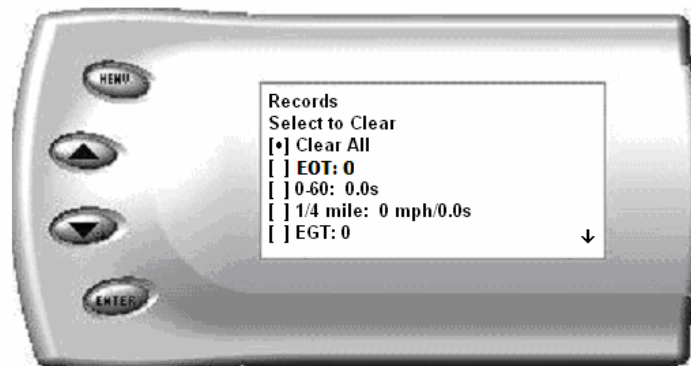 MENU
Records
Select to Clear
[•] Clear All
[ ] EOT: 0
[ ] 0-60: 0.0s
[ ] 1/4 mile: 0 mph/0.0s
[ ] EGT: 0 ↓
ENTER